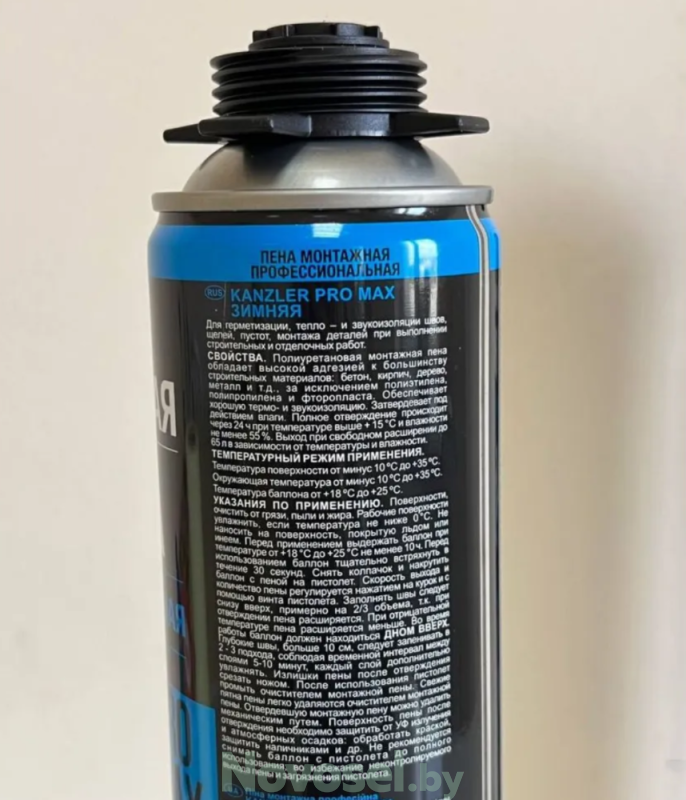 ПЕНА МОНТАЖНАЯ
ПРОФЕССИОНАЛЬНАЯ
RUS KANZLER PRO MAX
ЗИМНЯЯ
Для герметизации, тепло – и звукоизоляции швов,
щелей, пустот, монтажа деталей при выполнении
строительных и отделочных работ.
СВОЙСТВА. Полиуретановая монтажная пена
обладает высокой адгезией к большинству
строительных материалов: бетон, кирпич, дерево,
металл и т.д., за исключением полиэтилена,
полипропилена и фторопласта. Обеспечивает
хорошую термо- и звукоизоляцию. Затвердевает под
действием влаги. Полное отверждение происходит
через 24 ч при температуре выше + 15 °С и влажности
не менее 55 %. Выход при свободном расширении до
65 л в зависимости от температуры и влажности.
ТЕМПЕРАТУРНЫЙ РЕЖИМ ПРИМЕНЕНИЯ.
Температура поверхности от минус 10 °С до +35 °С.
Окружающая температура от минус 10 °С до +35 °С.
Температура баллона от +18 °С до +25 °С.
УКАЗАНИЯ ПО ПРИМЕНЕНИЮ. Поверхности,
очистить от грязи, пыли и жира. Рабочие поверхности
увлажнить, если температура не ниже 0 °С. Не
наносить на поверхность, покрытую льдом или
инеем. Перед применением выдержать баллон при
температуре от +18 °С до +25 °С не менее 10 ч. Перед
использованием баллон тщательно встряхнуть в
течение 30 секунд. Снять колпачок и накрутить
баллон с пеной на пистолет. Скорость выхода и
количество пены регулируется нажатием на курок и с
помощью винта пистолета. Заполнять швы следует
снизу вверх, примерно на 2/3 объема, т.к. при
отверждении пена расширяется. При отрицательной
температуре пена расширяется меньше. Во время
работы баллон должен находиться ДНОМ ВВЕРХ.
Глубокие швы, больше 10 см, следует запенивать в
2 - 3 подхода, соблюдая временной интервал между
слоями 5-10 минут, каждый слой дополнительно
увлажнять. Излишки пены после отверждения
срезать ножом. После использования пистолет
промыть очистителем монтажной пены. Свежие
пятна пены легко удаляются очистителем монтажной
пены. Отвердевшую монтажную пену можно удалить
механическим путем. Поверхность пены после
отверждения необходимо защитить от УФ излучения
и атмосферных осадков: обработать краской,
защитить наличниками и др. Не рекомендуется
снимать баллон с пистолета до полного
использования, во избежание неконтролируемого
выхода пены и загрязнения пистолета.
Novosel.by
UA Піна монтажна професійна